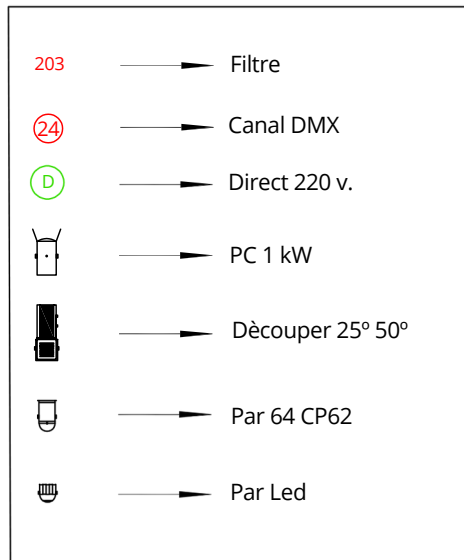 203 Filtre
24 Canal DMX
D Direct 220 v.
PC 1 kW
Dècouper 25º 50º
Par 64 CP62
Par Led